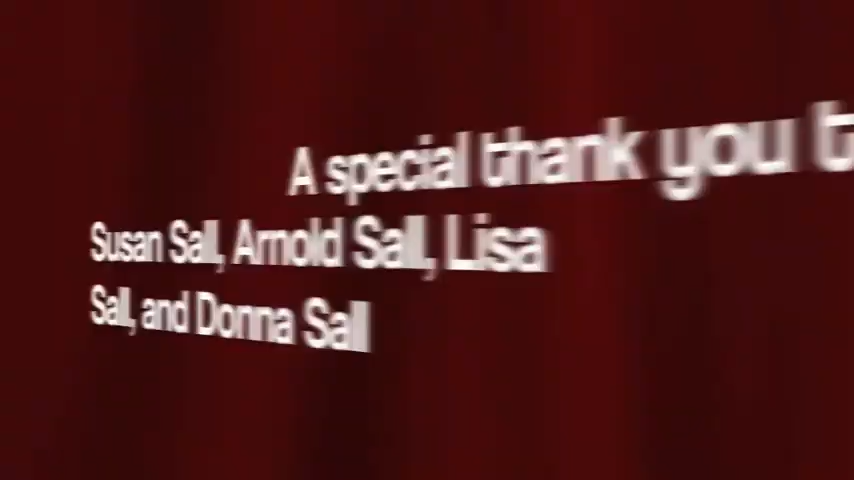 A special thank you t
Susan Sall, Arnold Sall, Lisa
Sall, and Donna Sall